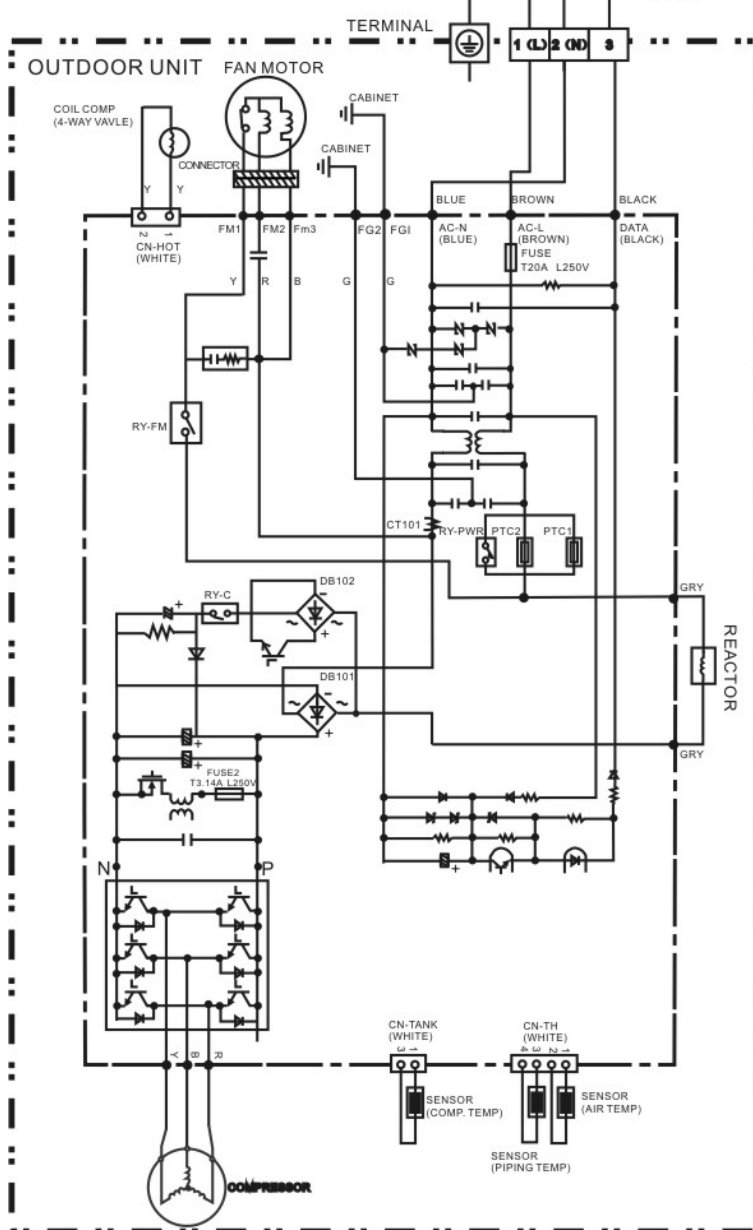 TERMINAL
1 (L) 2 (N) 3
OUTDOOR UNIT
FAN MOTOR
COIL COMP
(4-WAY VAVLE)
CABINET
CONNECTOR
CABINET
Y Y
BLUE
BROWN
BLACK
2 1
CN-HOT
(WHITE)
FM1 FM2 Fm3
FG2 FGI
AC-N
(BLUE)
AC-L
(BROWN)
DATA
(BLACK)
FUSE
T20A L250V
Y R B G G
RY-FM
CT101
RY-PWR PTC2 PTC1
DB102
RY-C
+
-
~ ~
+
GRY
REACTOR
DB101
-
~ ~
+
+
+
GRY
FUSE2
T3.14A L250V
+
N P
CN-TANK
(WHITE)
3 1
CN-TH
(WHITE)
4 3 2 1
Y B R
SENSOR
(COMP. TEMP)
SENSOR
(AIR TEMP)
SENSOR
(PIPING TEMP)
COMPRESSOR